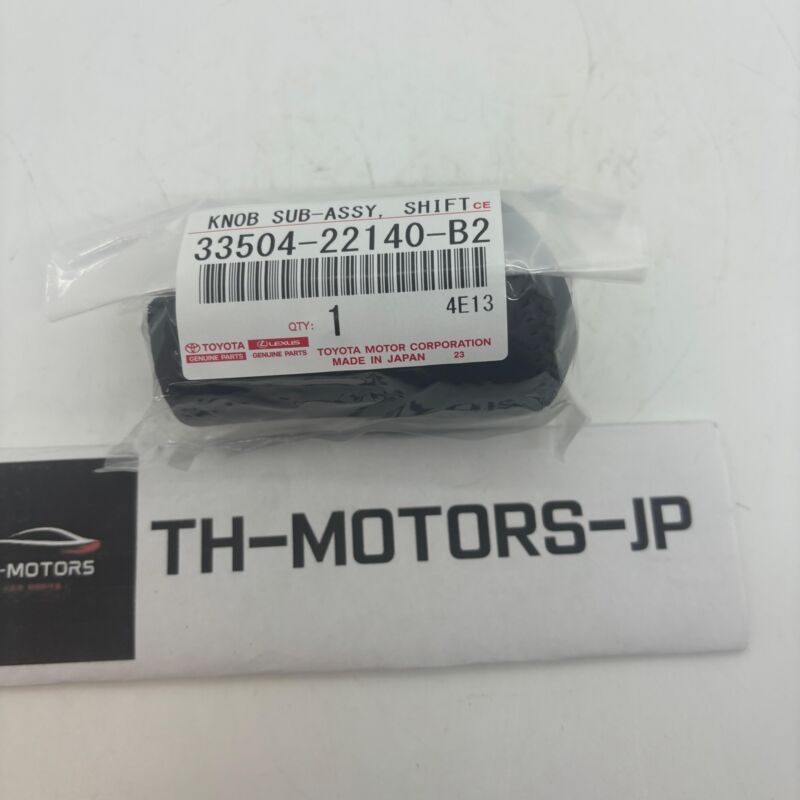 KNOB SUB-ASSY, SHIFT CE
33504-22140-B2
4E13
QTY: 1
TOYOTA LEXUS
GENUINE PARTS GENUINE PARTS
TOYOTA MOTOR CORPORATION
MADE IN JAPAN 23
TH-MOTORS-JP
-MOTORS